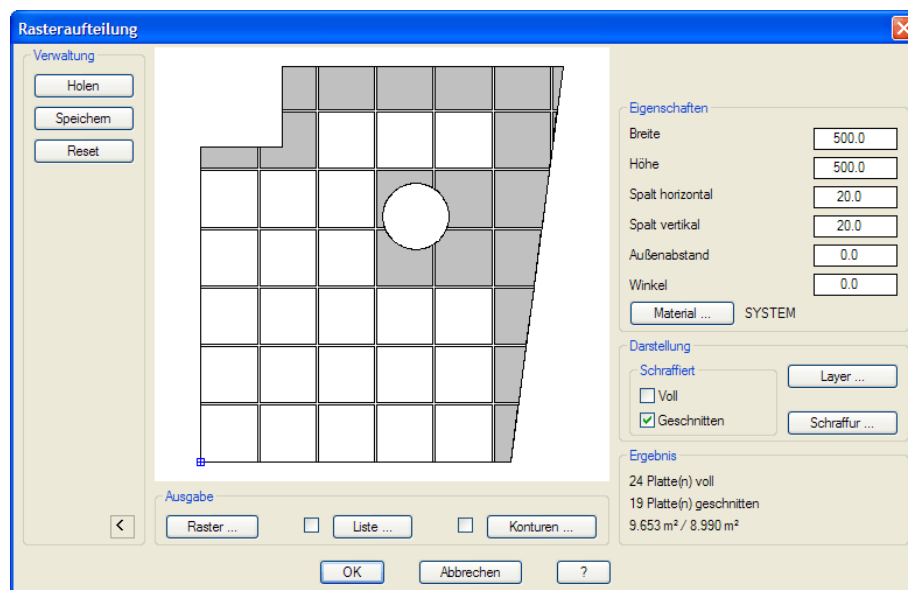 Rasteraufteilung
Verwaltung
Holen
Speichern
Reset
<
Eigenschaften
Breite 500.0
Höhe 500.0
Spalt horizontal 20.0
Spalt vertikal 20.0
Außenabstand 0.0
Winkel 0.0
Material ... SYSTEM
Darstellung
Schraffiert
Voll
Geschnitten
Layer ...
Schraffur ...
Ergebnis
24 Platte(n) voll
19 Platte(n) geschnitten
9.653 m² / 8.990 m²
Ausgabe
Raster ... Liste ... Konturen ...
OK Abbrechen ?